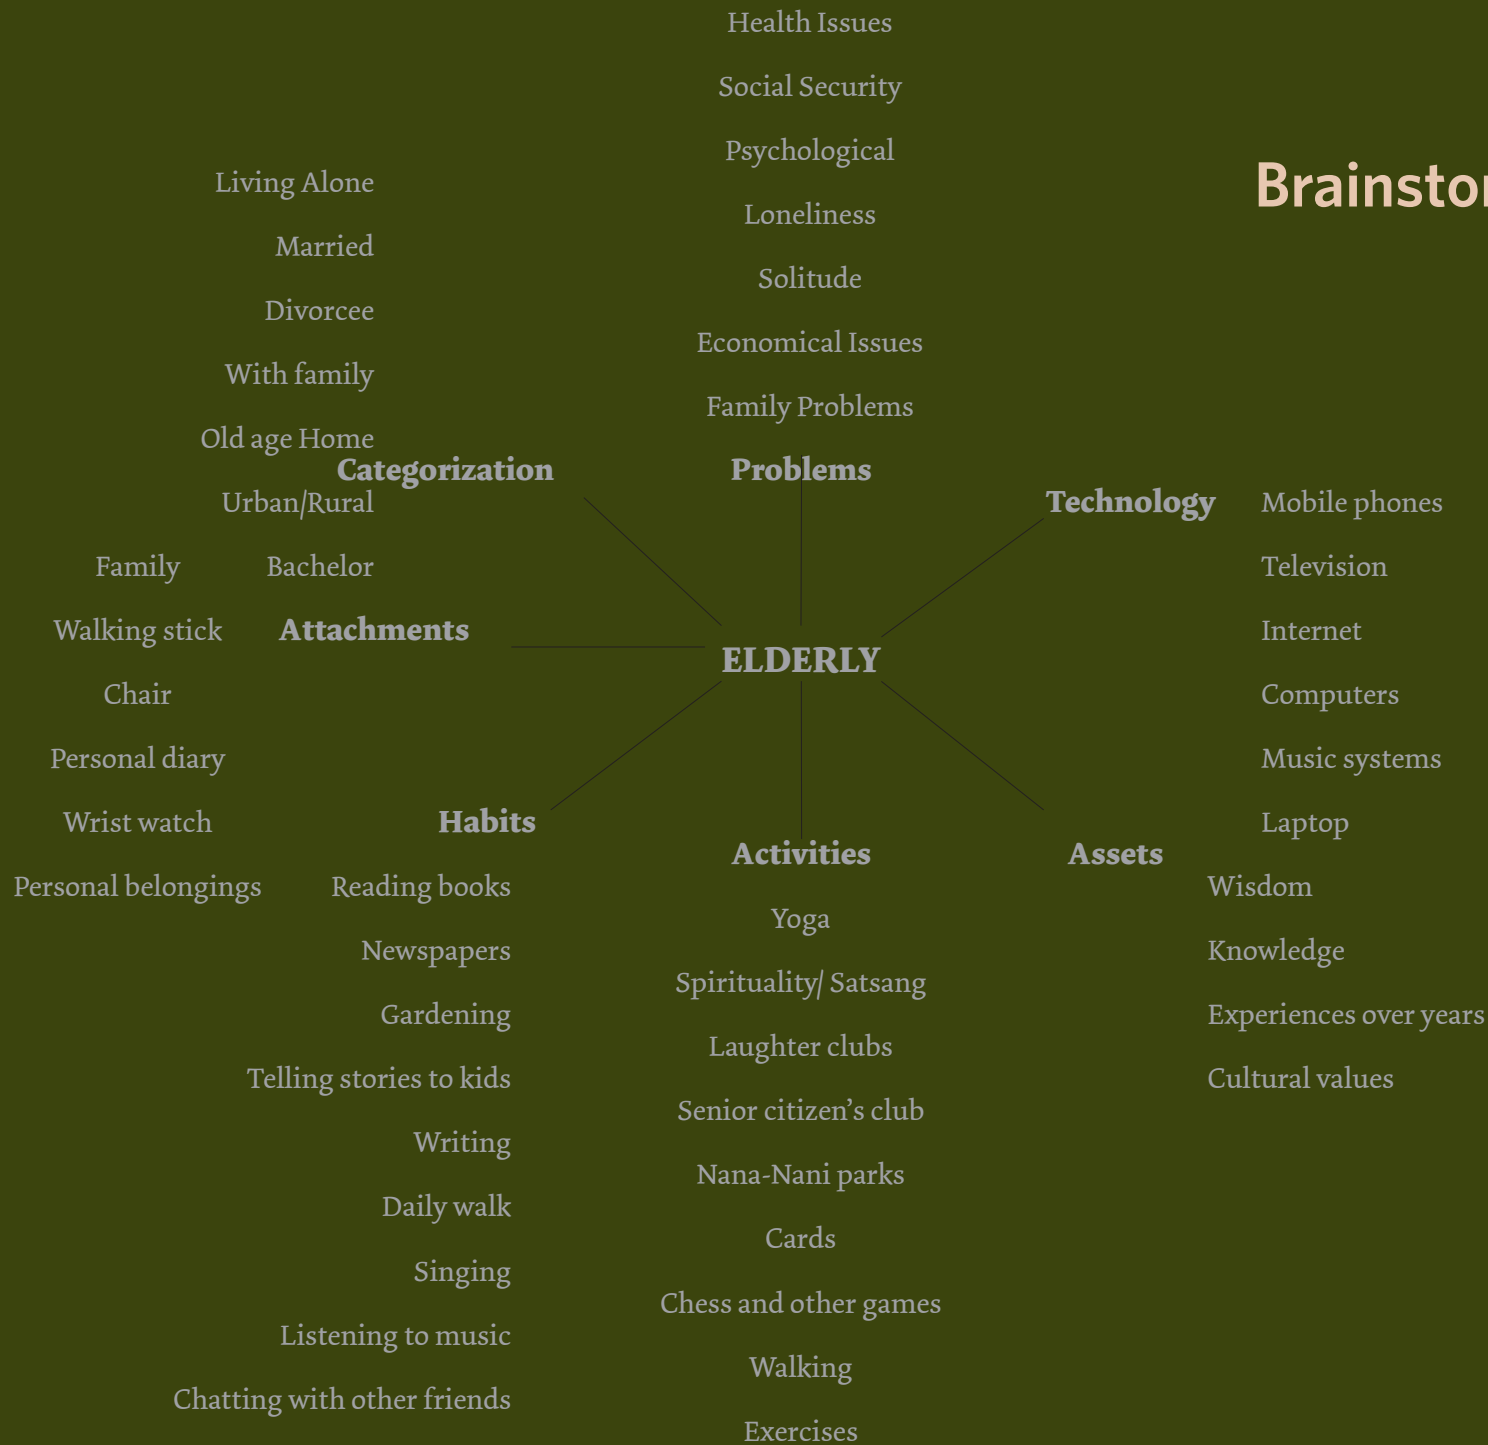 Brainstor
Health Issues
Social Security
Psychological
Loneliness
Solitude
Economical Issues
Family Problems
Problems
Living Alone
Married
Divorcee
With family
Old age Home
Urban/Rural
Bachelor
Categorization
Technology
Mobile phones
Television
Internet
Computers
Music systems
Laptop
Family
Walking stick
Chair
Personal diary
Wrist watch
Personal belongings
Attachments
ELDERLY
Habits
Reading books
Newspapers
Gardening
Telling stories to kids
Writing
Daily walk
Singing
Listening to music
Chatting with other friends
Activities
Yoga
Spirituality/ Satsang
Laughter clubs
Senior citizen’s club
Nana-Nani parks
Cards
Chess and other games
Walking
Exercises
Assets
Wisdom
Knowledge
Experiences over years
Cultural values